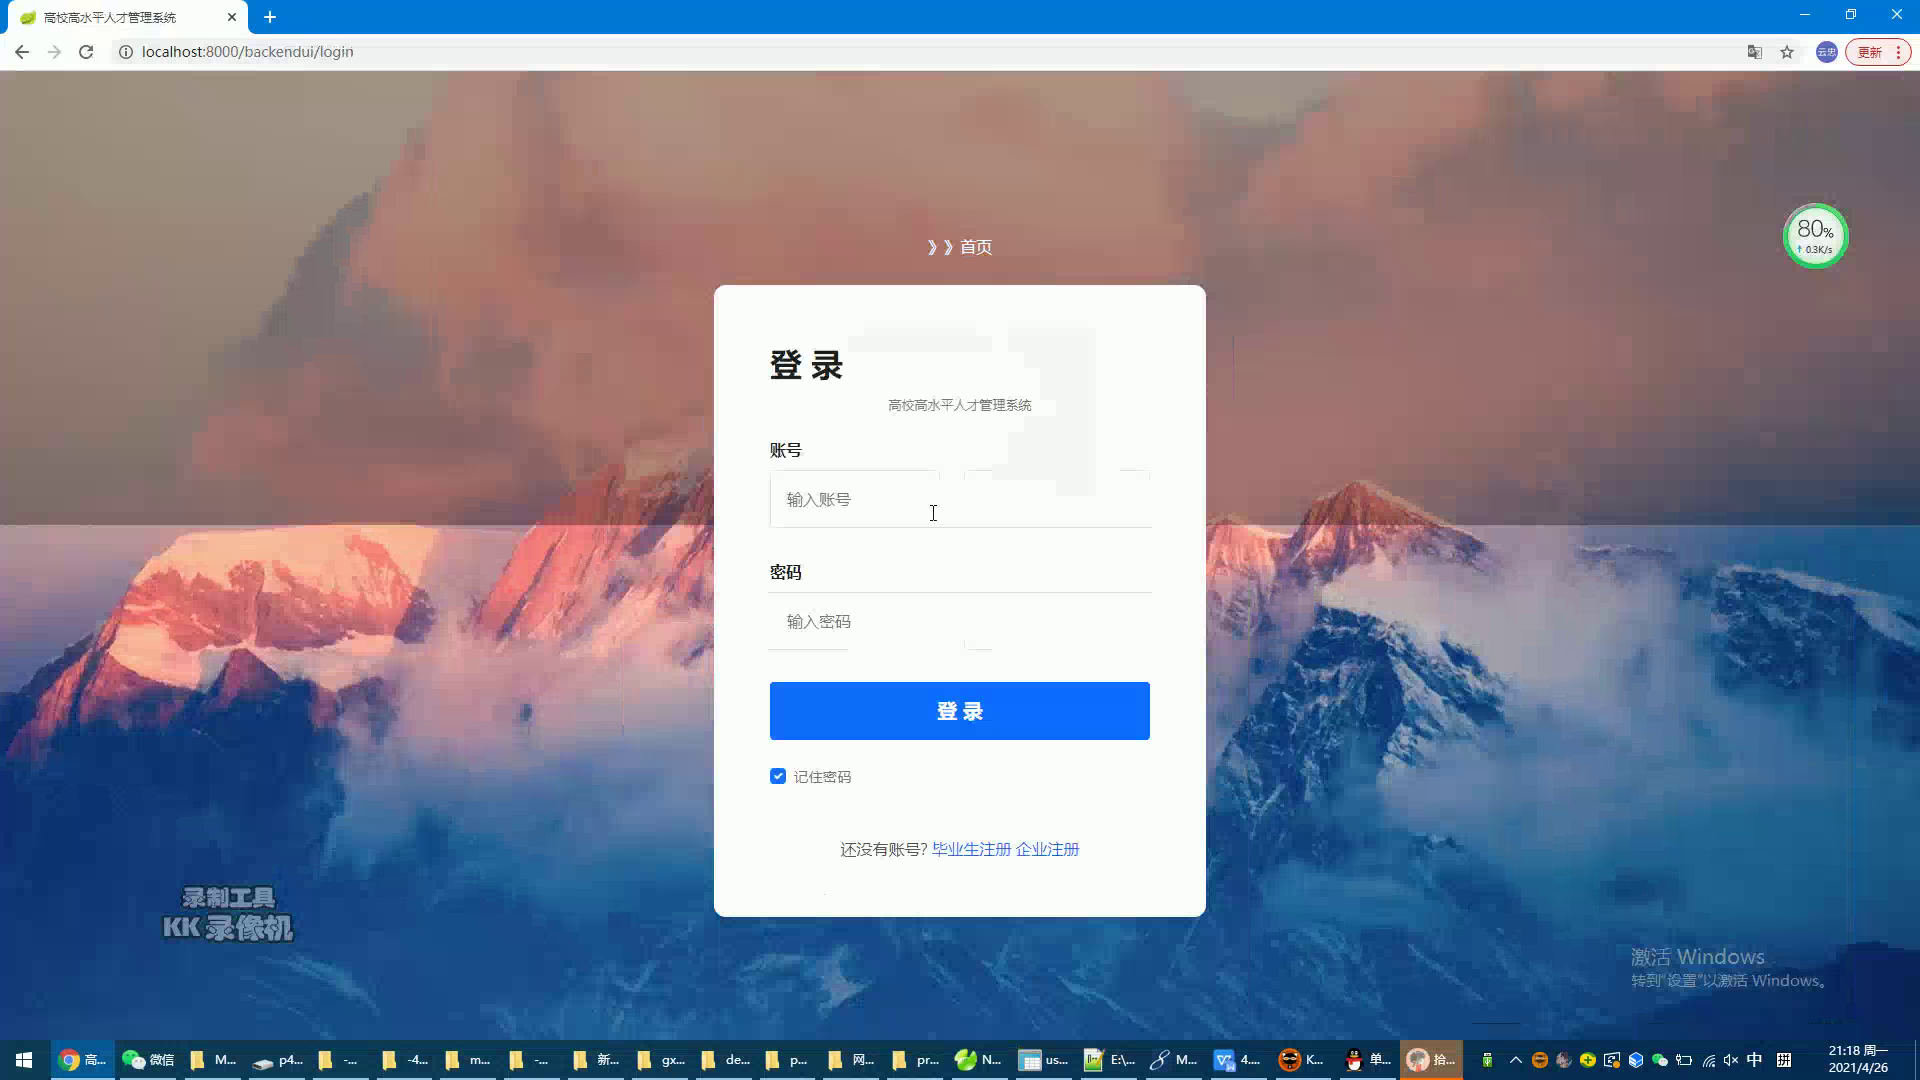 高校高水平人才管理系统
localhost:8000/backendui/login
云忠
更新
》》首页
80%
↑ 0.3K/s
登 录
高校高水平人才管理系统
账号
输入账号
密码
输入密码
登 录
记住密码
还没有账号? 毕业生注册 企业注册
录制工具
KK 录像机
激活 Windows
转到"设置"以激活 Windows。
高... 微信 M... p4... -... -4... m... -... 新... gx... de... p... 网... pr... N... us... E:\... M... 4.... K... 单... 拾... 中 拼
21:18 周一
2021/4/26